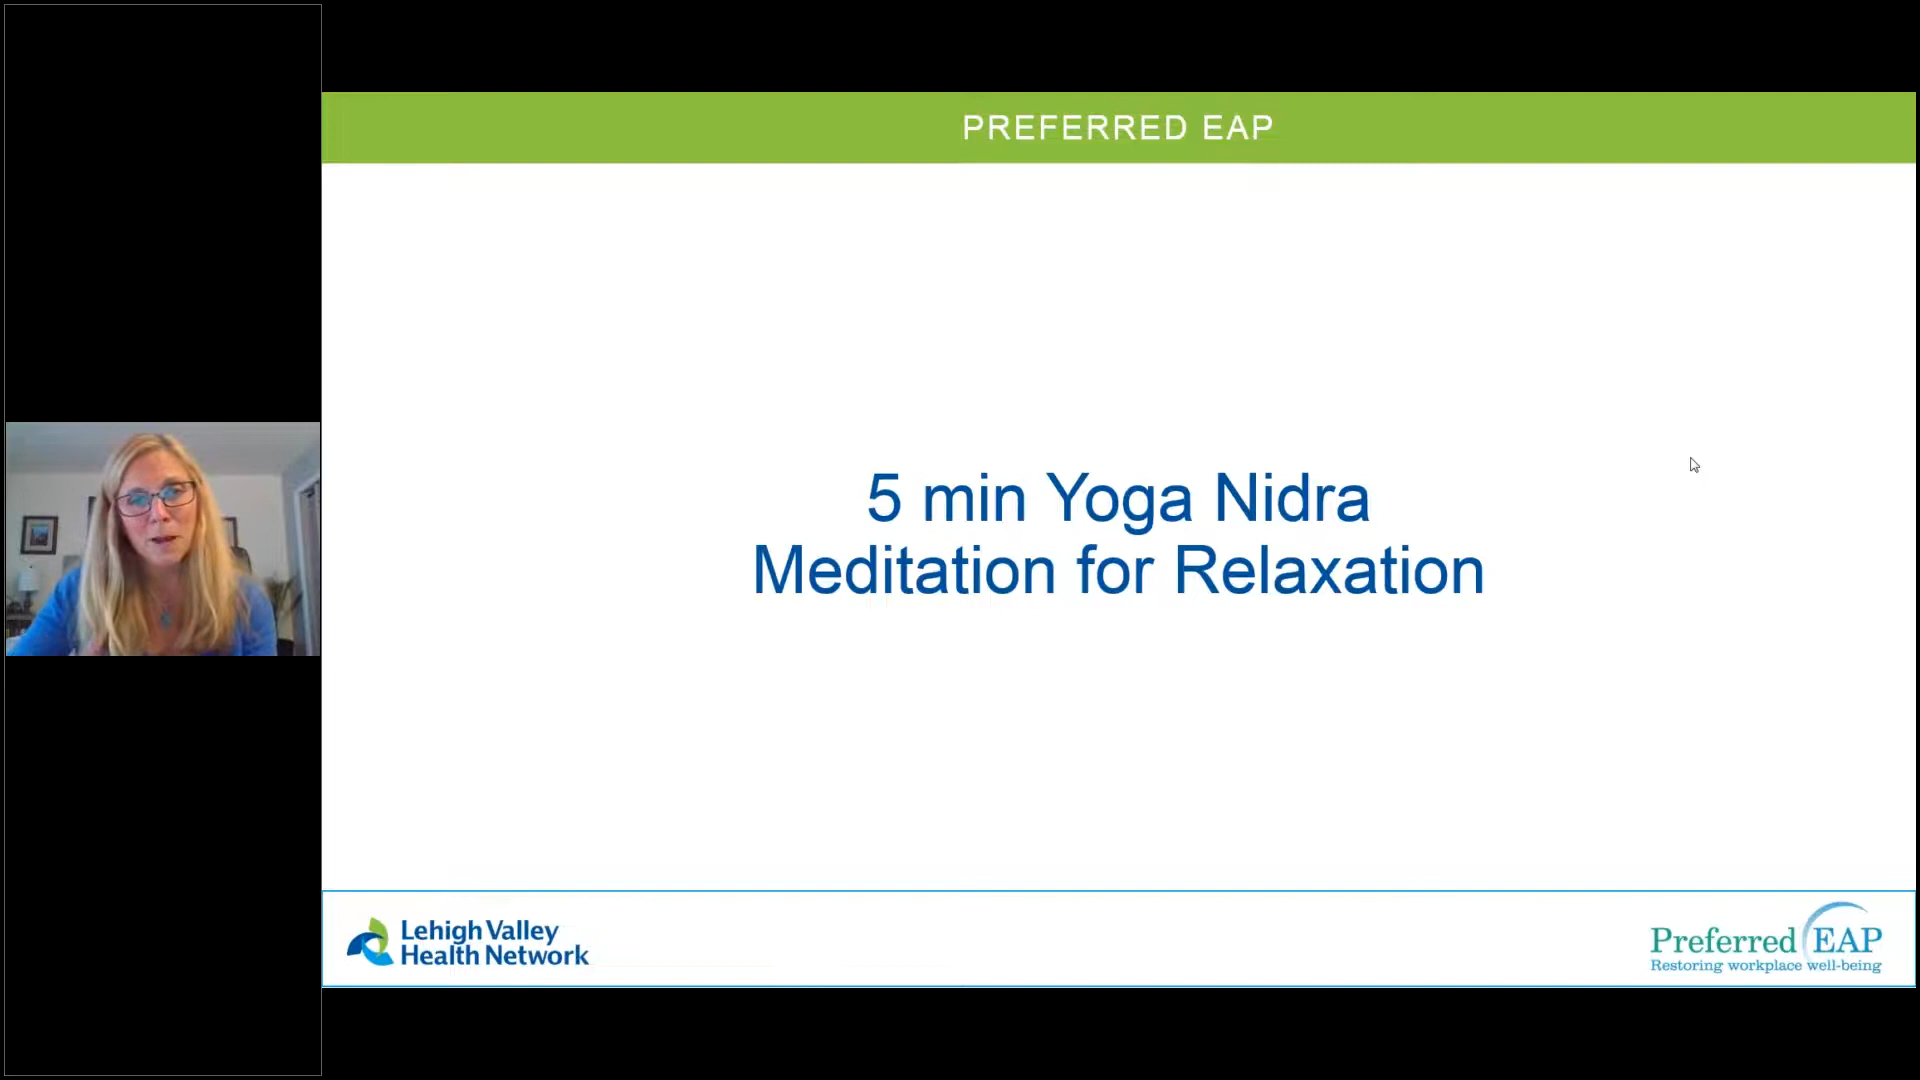 PREFERRED EAP
5 min Yoga Nidra
Meditation for Relaxation
Lehigh Valley
Health Network
Preferred EAP
Restoring workplace well-being